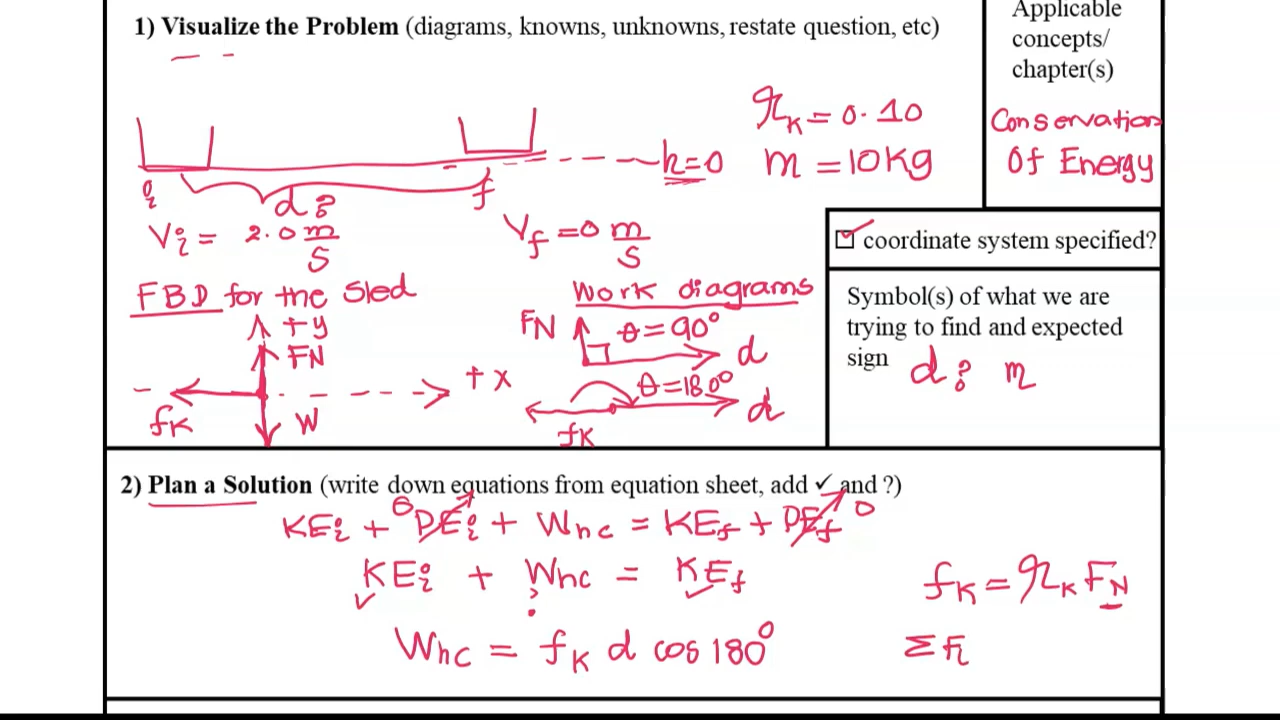 1) Visualize the Problem (diagrams, knowns, unknowns, restate question, etc)
Applicable
concepts/
chapter(s)
Conservation
Of Energy
μK = 0.10
h=0
m = 10Kg
i
d?
f
Vi = 2.0 m/s
Vf = 0 m/s
coordinate system specified?
FBD for the Sled
Work diagrams
Symbol(s) of what we are
trying to find and expected
sign
d? m
+y
FN
- +x
fK
W
FN θ=90°
d
θ=180°
d
fK
2) Plan a Solution (write down equations from equation sheet, add ✓ and ?)
KEi + PEi 0 + Wnc = KEf + PEf 0
KEi + Wnc = KEf
✓ ? ✓
fK = μK FN
Wnc = fK d cos 180°
ΣF